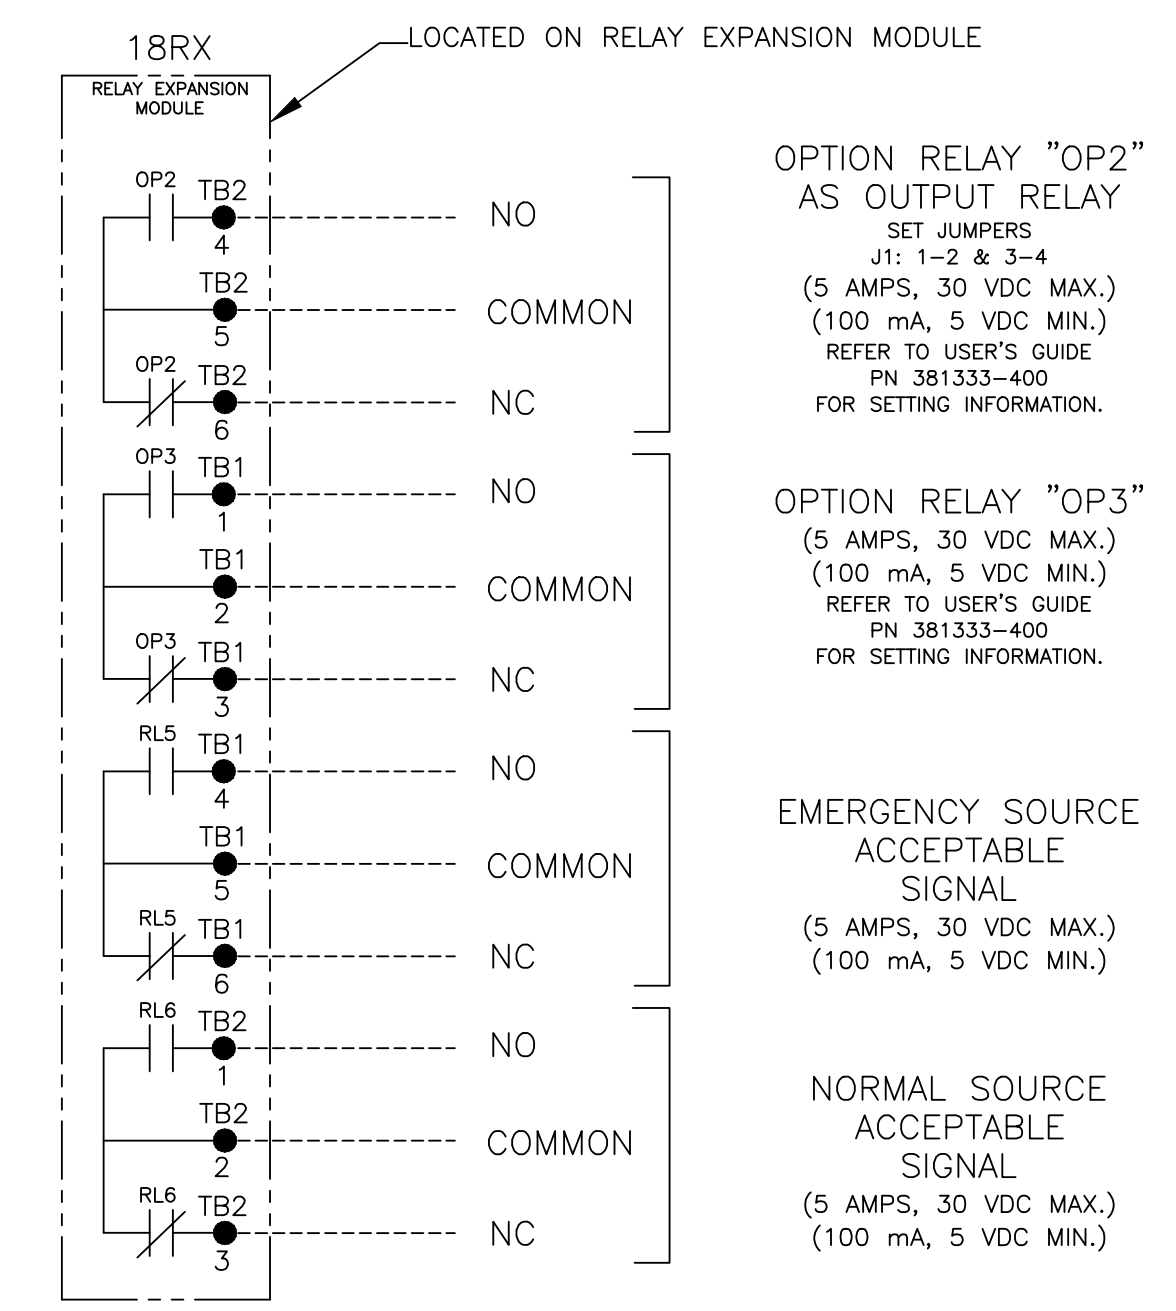 18RX
LOCATED ON RELAY EXPANSION MODULE
RELAY EXPANSION
MODULE
OP2 TB2
4
NO
TB2
5
COMMON
OP2 TB2
6
NC
OPTION RELAY "OP2"
AS OUTPUT RELAY
SET JUMPERS
J1: 1-2 & 3-4
(5 AMPS, 30 VDC MAX.)
(100 mA, 5 VDC MIN.)
REFER TO USER'S GUIDE
PN 381333-400
FOR SETTING INFORMATION.
OP3 TB1
1
NO
TB1
2
COMMON
OP3 TB1
3
NC
OPTION RELAY "OP3"
(5 AMPS, 30 VDC MAX.)
(100 mA, 5 VDC MIN.)
REFER TO USER'S GUIDE
PN 381333-400
FOR SETTING INFORMATION.
RL5 TB1
4
NO
TB1
5
COMMON
RL5 TB1
6
NC
EMERGENCY SOURCE
ACCEPTABLE
SIGNAL
(5 AMPS, 30 VDC MAX.)
(100 mA, 5 VDC MIN.)
RL6 TB2
1
NO
TB2
2
COMMON
RL6 TB2
3
NC
NORMAL SOURCE
ACCEPTABLE
SIGNAL
(5 AMPS, 30 VDC MAX.)
(100 mA, 5 VDC MIN.)